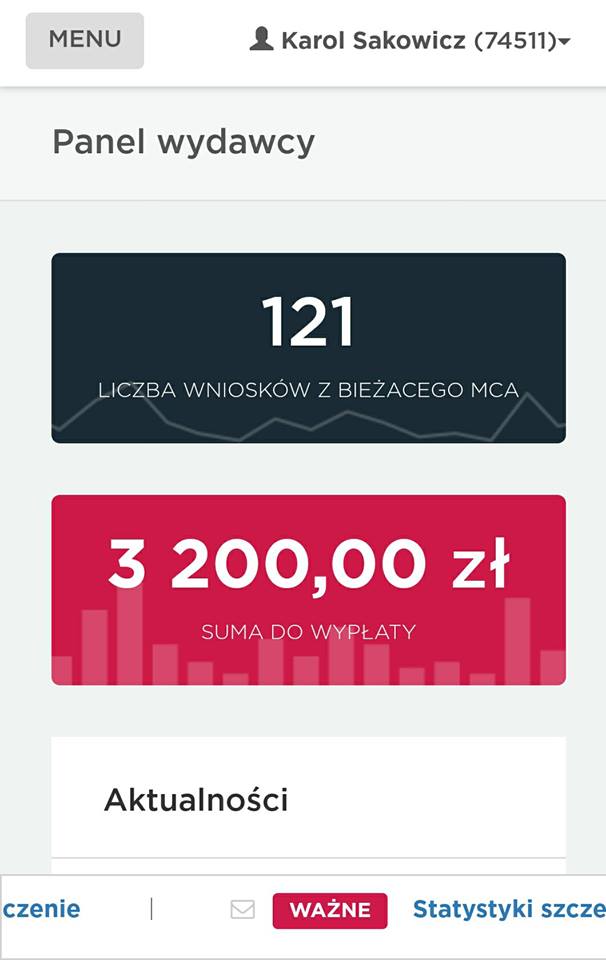 MENU
Karol Sakowicz (74511)
Panel wydawcy
121
LICZBA WNIOSKÓW Z BIEŻACEGO MCA
3 200,00 zł
SUMA DO WYPŁATY
Aktualności
czenie | WAŻNE Statystyki szcze